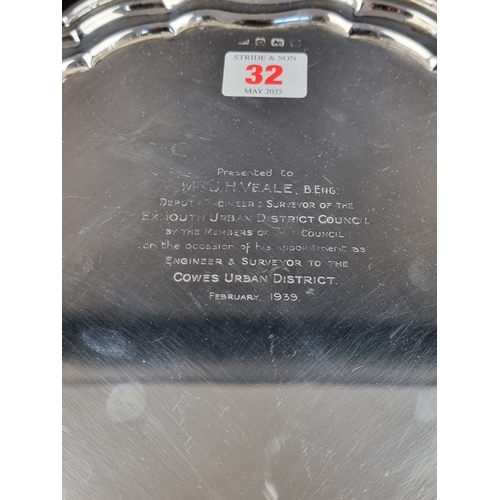 STRIDE & SON
32
MAY 2025
Presented to
Mr J. H. VEALE, B.ENG:
DEPUTY ENGINEER & SURVEYOR OF THE
EXMOUTH URBAN DISTRICT COUNCIL
BY THE MEMBERS OF COUNCIL
on the occasion of his appointment as
ENGINEER & SURVEYOR TO THE
COWES URBAN DISTRICT.
FEBRUARY, 1939.